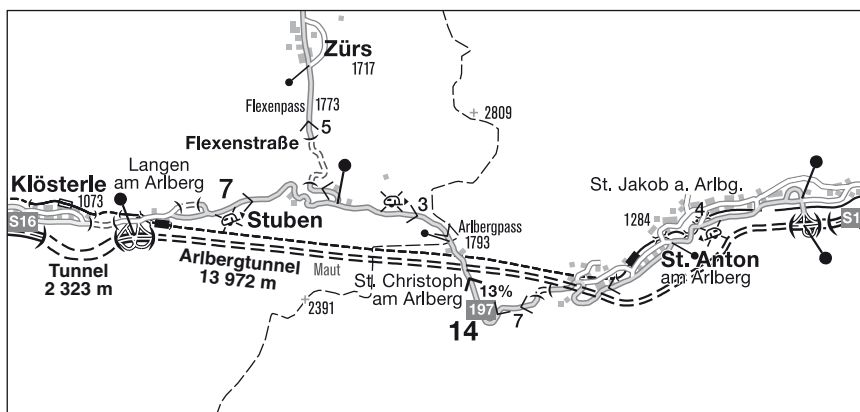 Zürs
1717
Flexenpass 1773
2809
5
Flexenstraße
Langen
am Arlberg
Klösterle
1073
7
S16
Stuben
3
St. Jakob a. Arlbg.
4
1284
1
S1
Arlbergpass
1793
Tunnel
2 323 m
Arlbergtunnel
13 972 m
Maut
St. Christoph
am Arlberg
St. Anton
am Arlberg
2391
13%
197
14
7